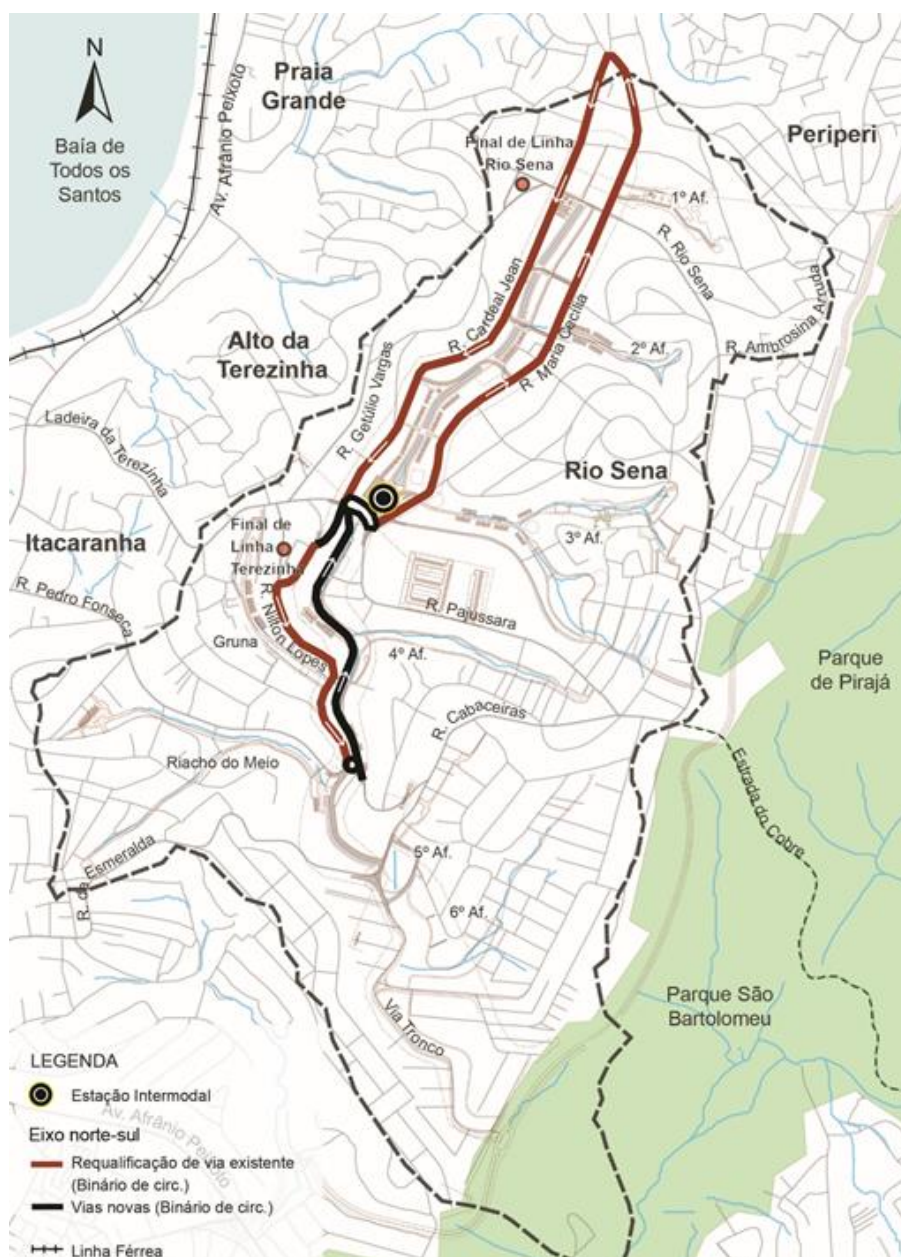 N
Baía de
Todos os
Santos
Praia
Grande
Av. Afrânio Peixoto
Periperi
Final de Linha
Rio Sena
1º Af.
R. Rio Sena
R. Cardeal Jean
R. Maria Cecília
2º Af.
R. Ambrosina Arruda
Alto da
Terezinha
R. Getúlio Vargas
Ladeira da Terezinha
Rio Sena
Itacaranha
Final de
Linha
Terezinha
3º Af.
R. Pedro Fonseca
R. Nilton Lopes
R. Pajussara
Gruna
4º Af.
Parque
de Pirajá
R. Cabaceiras
Riacho do Meio
Estrada do Cobre
R. da Esmeralda
5º Af.
6º Af.
Parque São
Bartolomeu
Via Tronco
LEGENDA
Estação Intermodal
Av. Afrânio Peixoto
Eixo norte-sul
Requalificação de via existente
(Binário de circ.)
Vias novas (Binário de circ.)
Linha Férrea